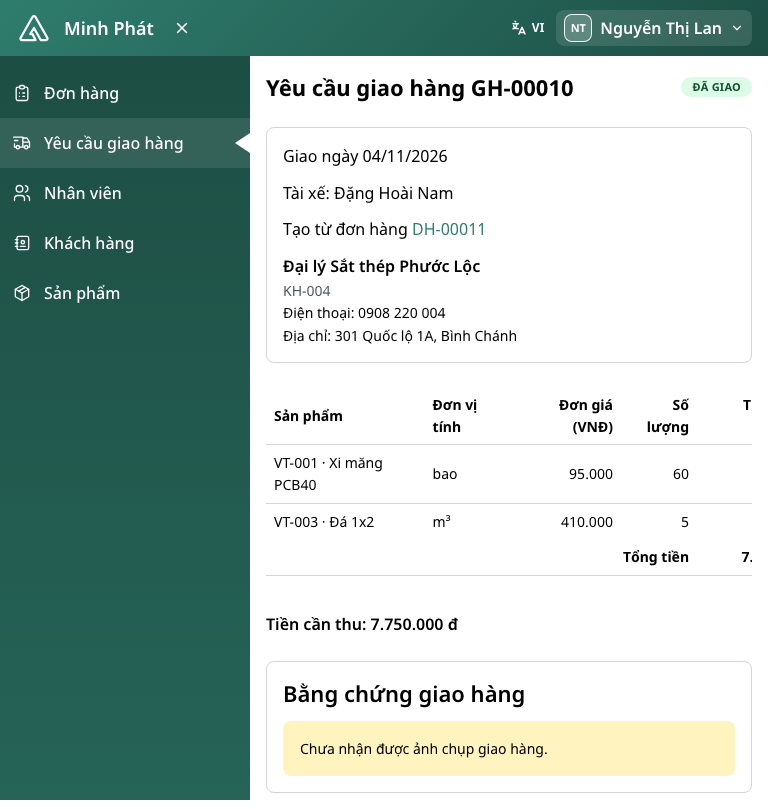 Minh Phát
VI
NT
Nguyễn Thị Lan
Đơn hàng
Yêu cầu giao hàng
Nhân viên
Khách hàng
Sản phẩm
Yêu cầu giao hàng GH-00010
ĐÃ GIAO
Giao ngày 04/11/2026
Tài xế: Đặng Hoài Nam
Tạo từ đơn hàng DH-00011
Đại lý Sắt thép Phước Lộc
KH-004
Điện thoại: 0908 220 004
Địa chỉ: 301 Quốc lộ 1A, Bình Chánh
Sản phẩm
Đơn vị
tính
Đơn giá
(VNĐ)
Số
lượng
T
VT-001 · Xi măng
PCB40
bao
95.000
60
VT-003 · Đá 1x2
m³
410.000
5
Tổng tiền
7.
Tiền cần thu: 7.750.000 đ
Bằng chứng giao hàng
Chưa nhận được ảnh chụp giao hàng.